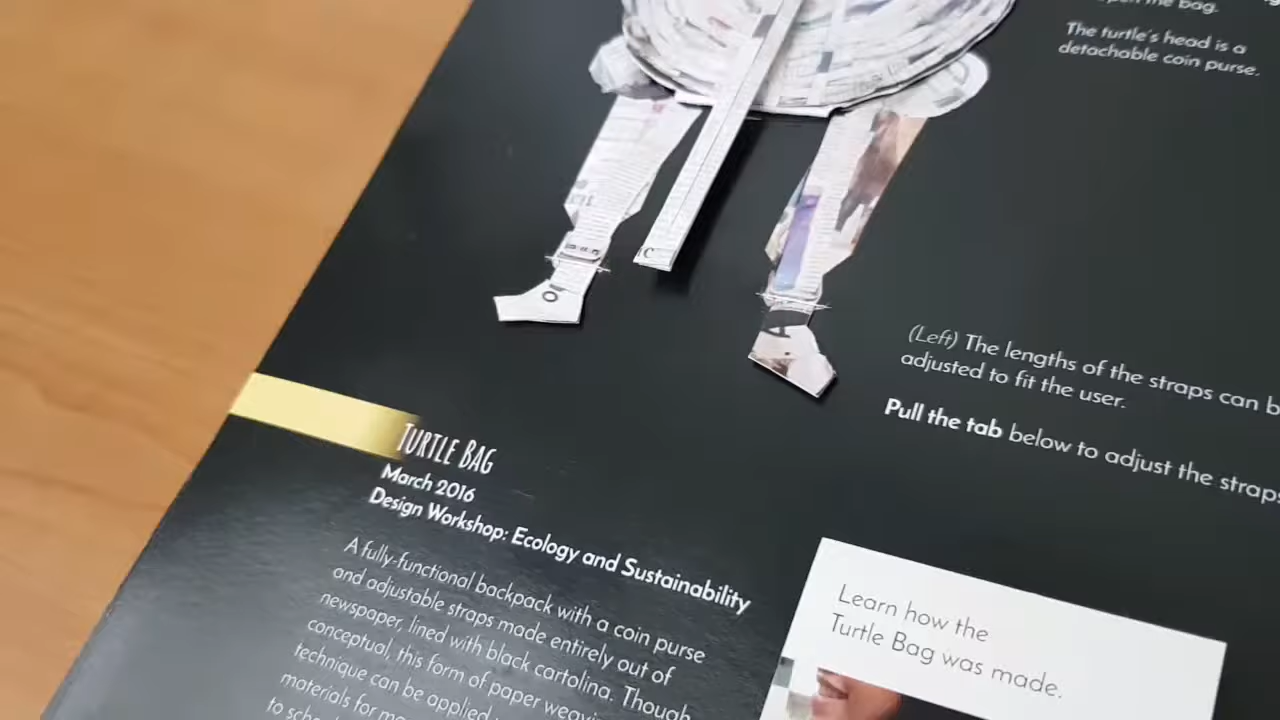 the bag.
The turtle's head is a
detachable coin purse.
(Left) The lengths of the straps can
adjusted to fit the user.
Pull the tab below to adjust the straps
TURTLE BAG
March 2016
Design Workshop: Ecology and Sustainability
A fully-functional backpack with a coin purse
and adjustable straps made entirely out of
newspaper, lined with black cartolina. Though
conceptual, this form of paper
technique can be applied
materials for
to
Learn how the
Turtle Bag was made.